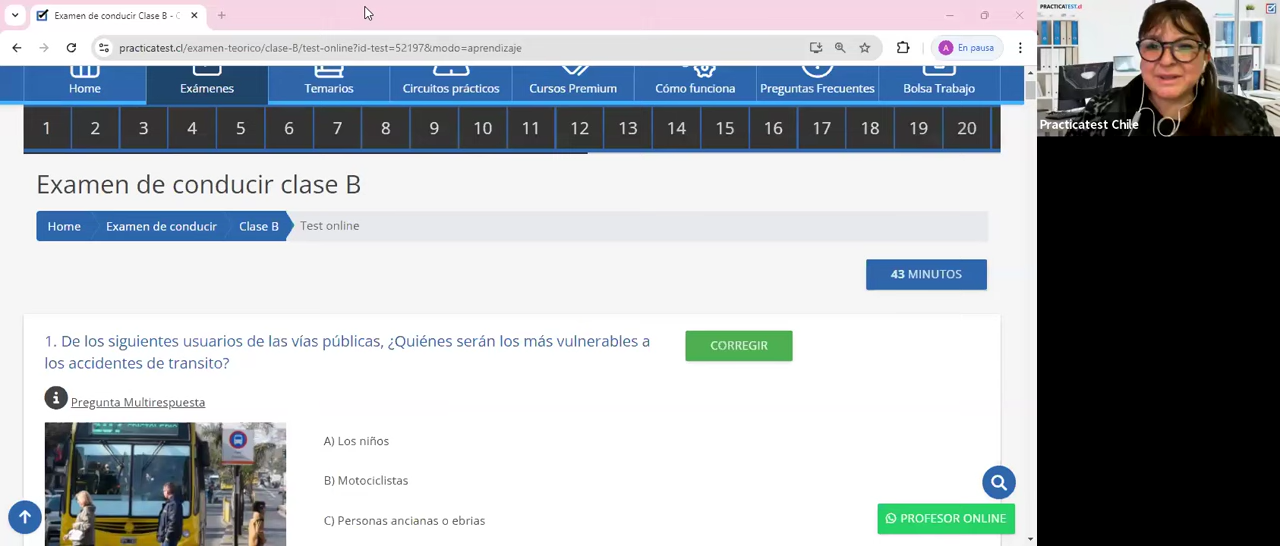 Examen de conducir Clase B - C
practicatest.cl/examen-teorico/clase-B/test-online?id-test=52197&modo=aprendizaje
A En pausa
Home Exámenes Temarios Circuitos prácticos Cursos Premium Cómo funciona Preguntas Frecuentes Bolsa Trabajo
1 2 3 4 5 6 7 8 9 10 11 12 13 14 15 16 17 18 19 20
Examen de conducir clase B
Home Examen de conducir Clase B Test online
43 MINUTOS
1. De los siguientes usuarios de las vías públicas, ¿Quiénes serán los más vulnerables a
los accidentes de transito?
CORREGIR
Pregunta Multirespuesta
A) Los niños
B) Motociclistas
C) Personas ancianas o ebrias
PROFESOR ONLINE
PRACTICATEST.cl
Practicatest Chile